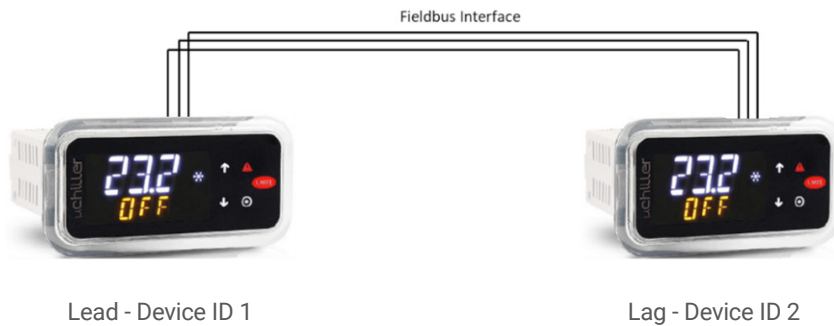 Fieldbus Interface
uchiller
23.2
OFF
uchiller
23.2
OFF
Lead - Device ID 1
Lag - Device ID 2